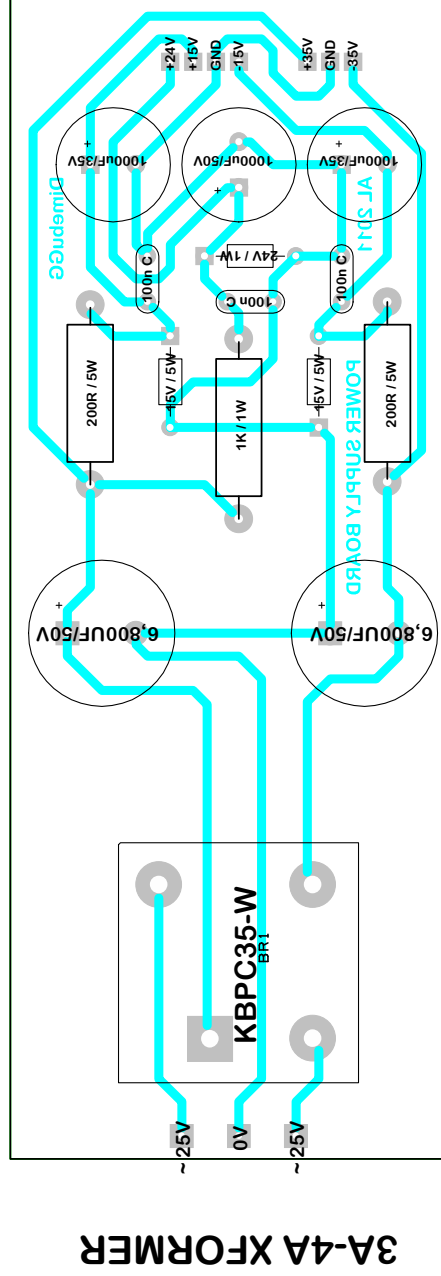 +24V
+15V
GND
-15V
+35V
GND
-35V
+
1000uF/35V
1000uF/50V
+
+
1000uF/35V
DimebuGG
AL 2011
100n C
24V / 1W
100n C
100n C
200R / 5W
15V / 5W
1K / 1W
15V / 5W
200R / 5W
POWER SUPPLY BOARD
+
6,800UF/50V
+
6,800UF/50V
KBPC35-W
BR1
~25V
0V
~25V
3A-4A XFORMER